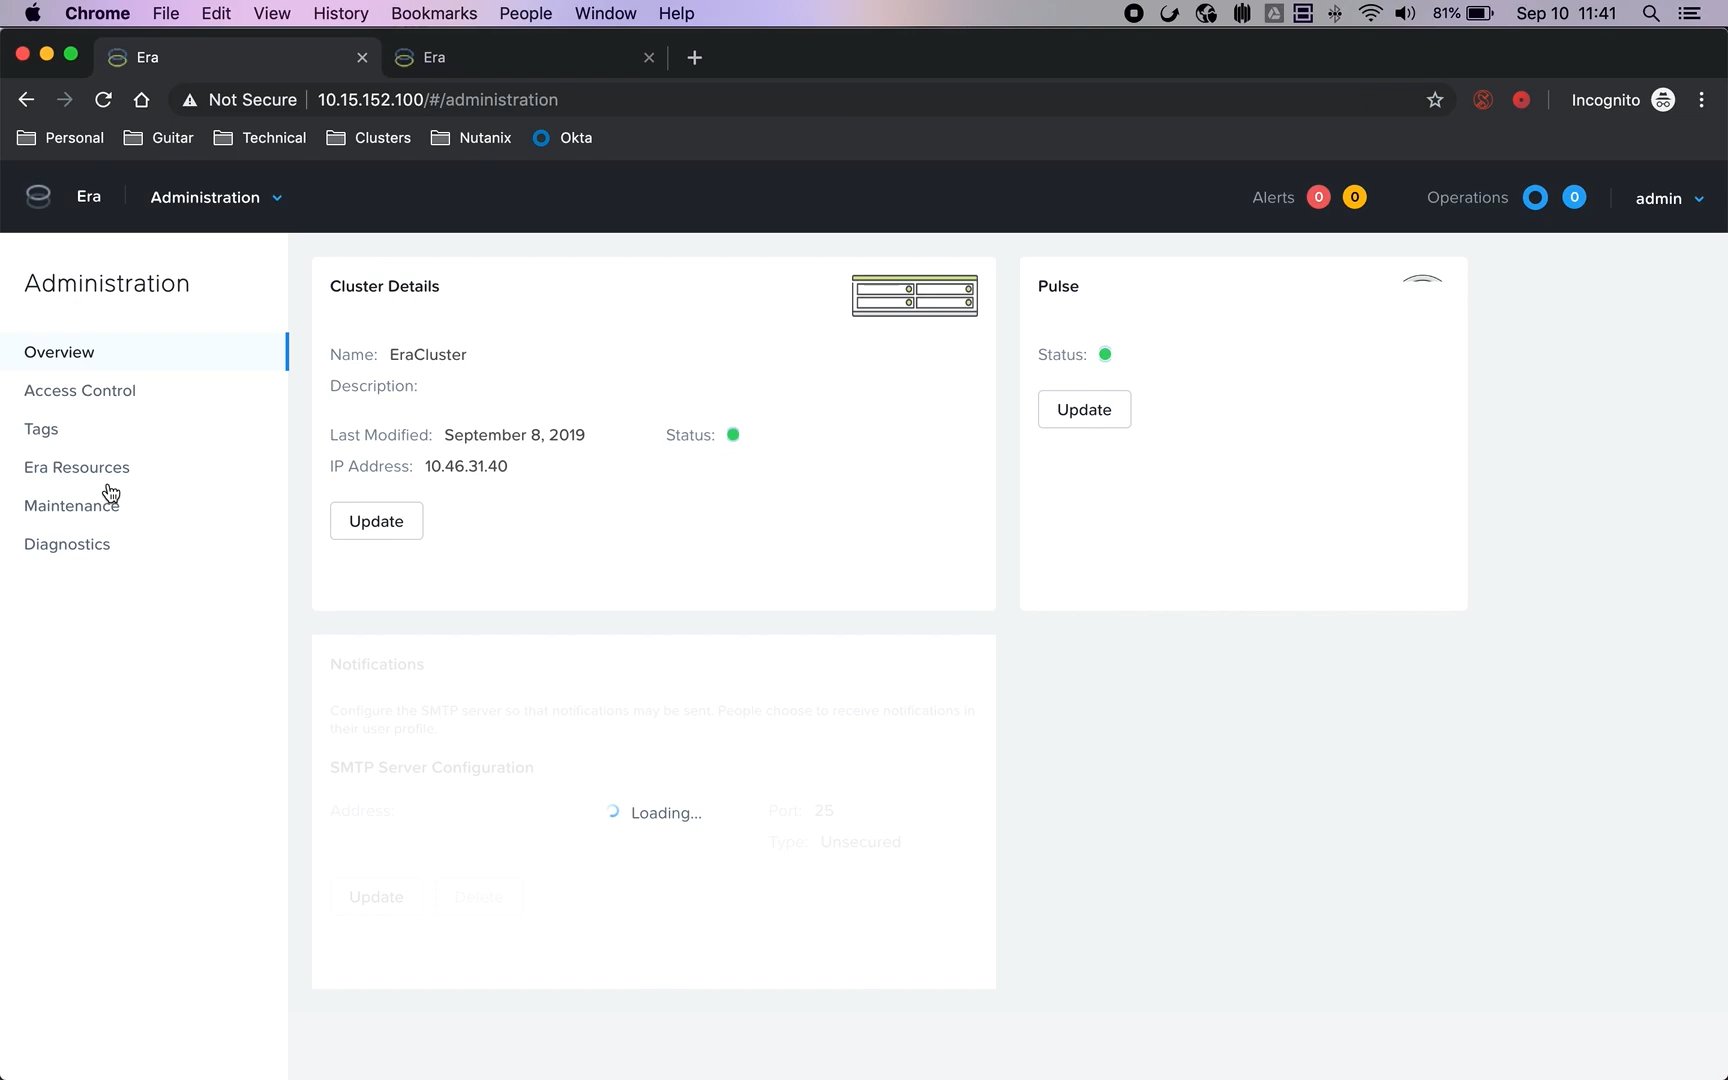 Chrome File Edit View History Bookmarks People Window Help 81% Sep 10 11:41
Era Era
Not Secure 10.15.152.100/#/administration Incognito
Personal Guitar Technical Clusters Nutanix Okta
Era Administration Alerts 0 0 Operations 0 admin
Administration
Overview
Access Control
Tags
Era Resources
Maintenance
Diagnostics
Cluster Details
Name: EraCluster
Description:
Last Modified: September 8, 2019 Status:
IP Address: 10.46.31.40
Update
Pulse
Status:
Update
Notifications
Configure the SMTP server so that notifications may be sent. People choose to receive notifications in
their user profile.
SMTP Server Configuration
Address: Loading... Port: 25
Type: Unsecured
Update Delete